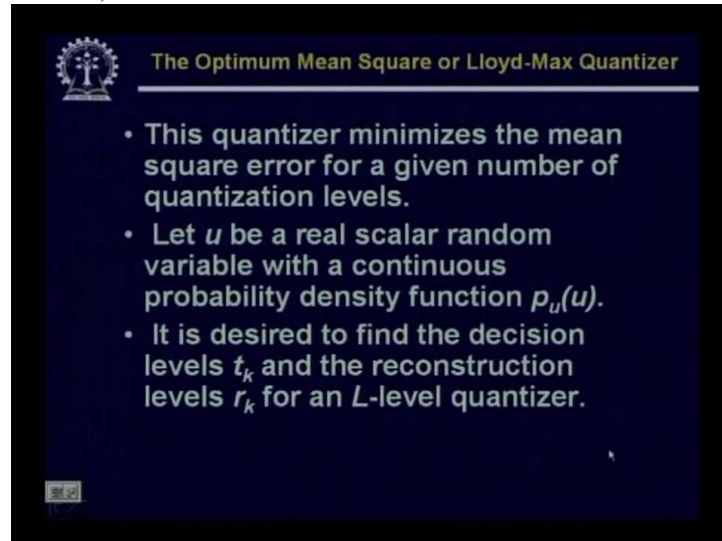 The Optimum Mean Square or Lloyd-Max Quantizer
• This quantizer minimizes the mean
square error for a given number of
quantization levels.
• Let u be a real scalar random
variable with a continuous
probability density function pᵤ(u).
• It is desired to find the decision
levels tₖ and the reconstruction
levels rₖ for an L-level quantizer.